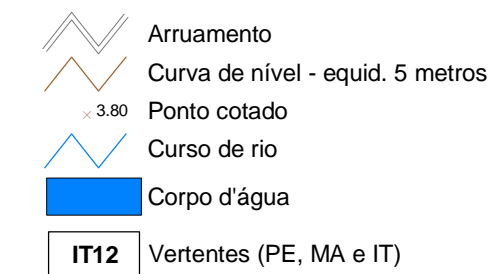 Arruamento
Curva de nível - equid. 5 metros
3.80 Ponto cotado
Curso de rio
Corpo d'água
IT12 Vertentes (PE, MA e IT)